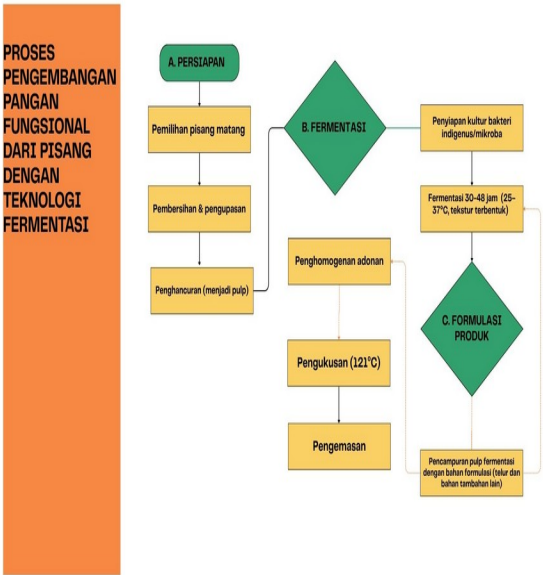 PROSES
PENGEMBANGAN
PANGAN
FUNGSIONAL
DARI PISANG
DENGAN
TEKNOLOGI
FERMENTASI
A. PERSIAPAN
Pemilihan pisang matang
Pembersihan & pengupasan
Penghancuran (menjadi pulp)
B. FERMENTASI
Penyiapan kultur bakteri
indigenus/mikroba
Fermentasi 30-48 jam (25-
37°C, tekstur terbentuk)
C. FORMULASI
PRODUK
Pencampuran pulp fermentasi
dengan bahan formulasi (telur dan
bahan tambahan lain)
Penghomogenan adonan
Pengukusan (121°C)
Pengemasan